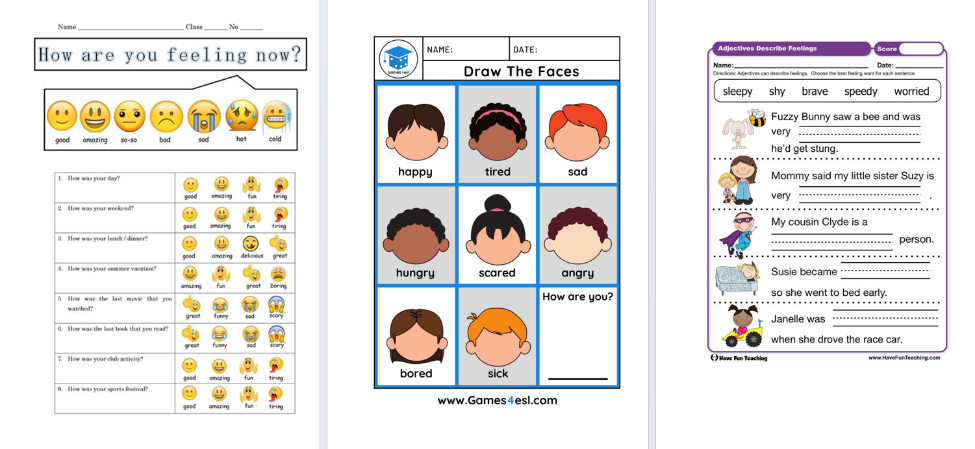 Name Class No
How are you feeling now?
good amazing so-so bad sad hot cold
1. How was your day?
good amazing fun tiring
2. How was your weekend?
good amazing fun tiring
3. How was your lunch / dinner?
good amazing delicious great
4. How was your summer vacation?
amazing fun great boring
5. How was the last movie that you
watched?
great funny sad scary
6. How was the last book that you read?
great funny sad scary
7. How was your club activity?
good amazing fun tiring
8. How was your sports festival?
good amazing fun tiring
Games4esl
NAME: DATE:
Draw The Faces
happy tired sad
hungry scared angry
How are you?
bored sick
www.Games4esl.com
Adjectives Describe Feelings Score
Name: Date:
Directions: Adjectives can describe feelings. Choose the best feeling word for each sentence.
sleepy shy brave speedy worried
Fuzzy Bunny saw a bee and was
very
he'd get stung.
Mommy said my little sister Suzy is
very .
My cousin Clyde is a
person.
Susie became
so she went to bed early.
Janelle was
when she drove the race car.
Have Fun Teaching www.HaveFunTeaching.com